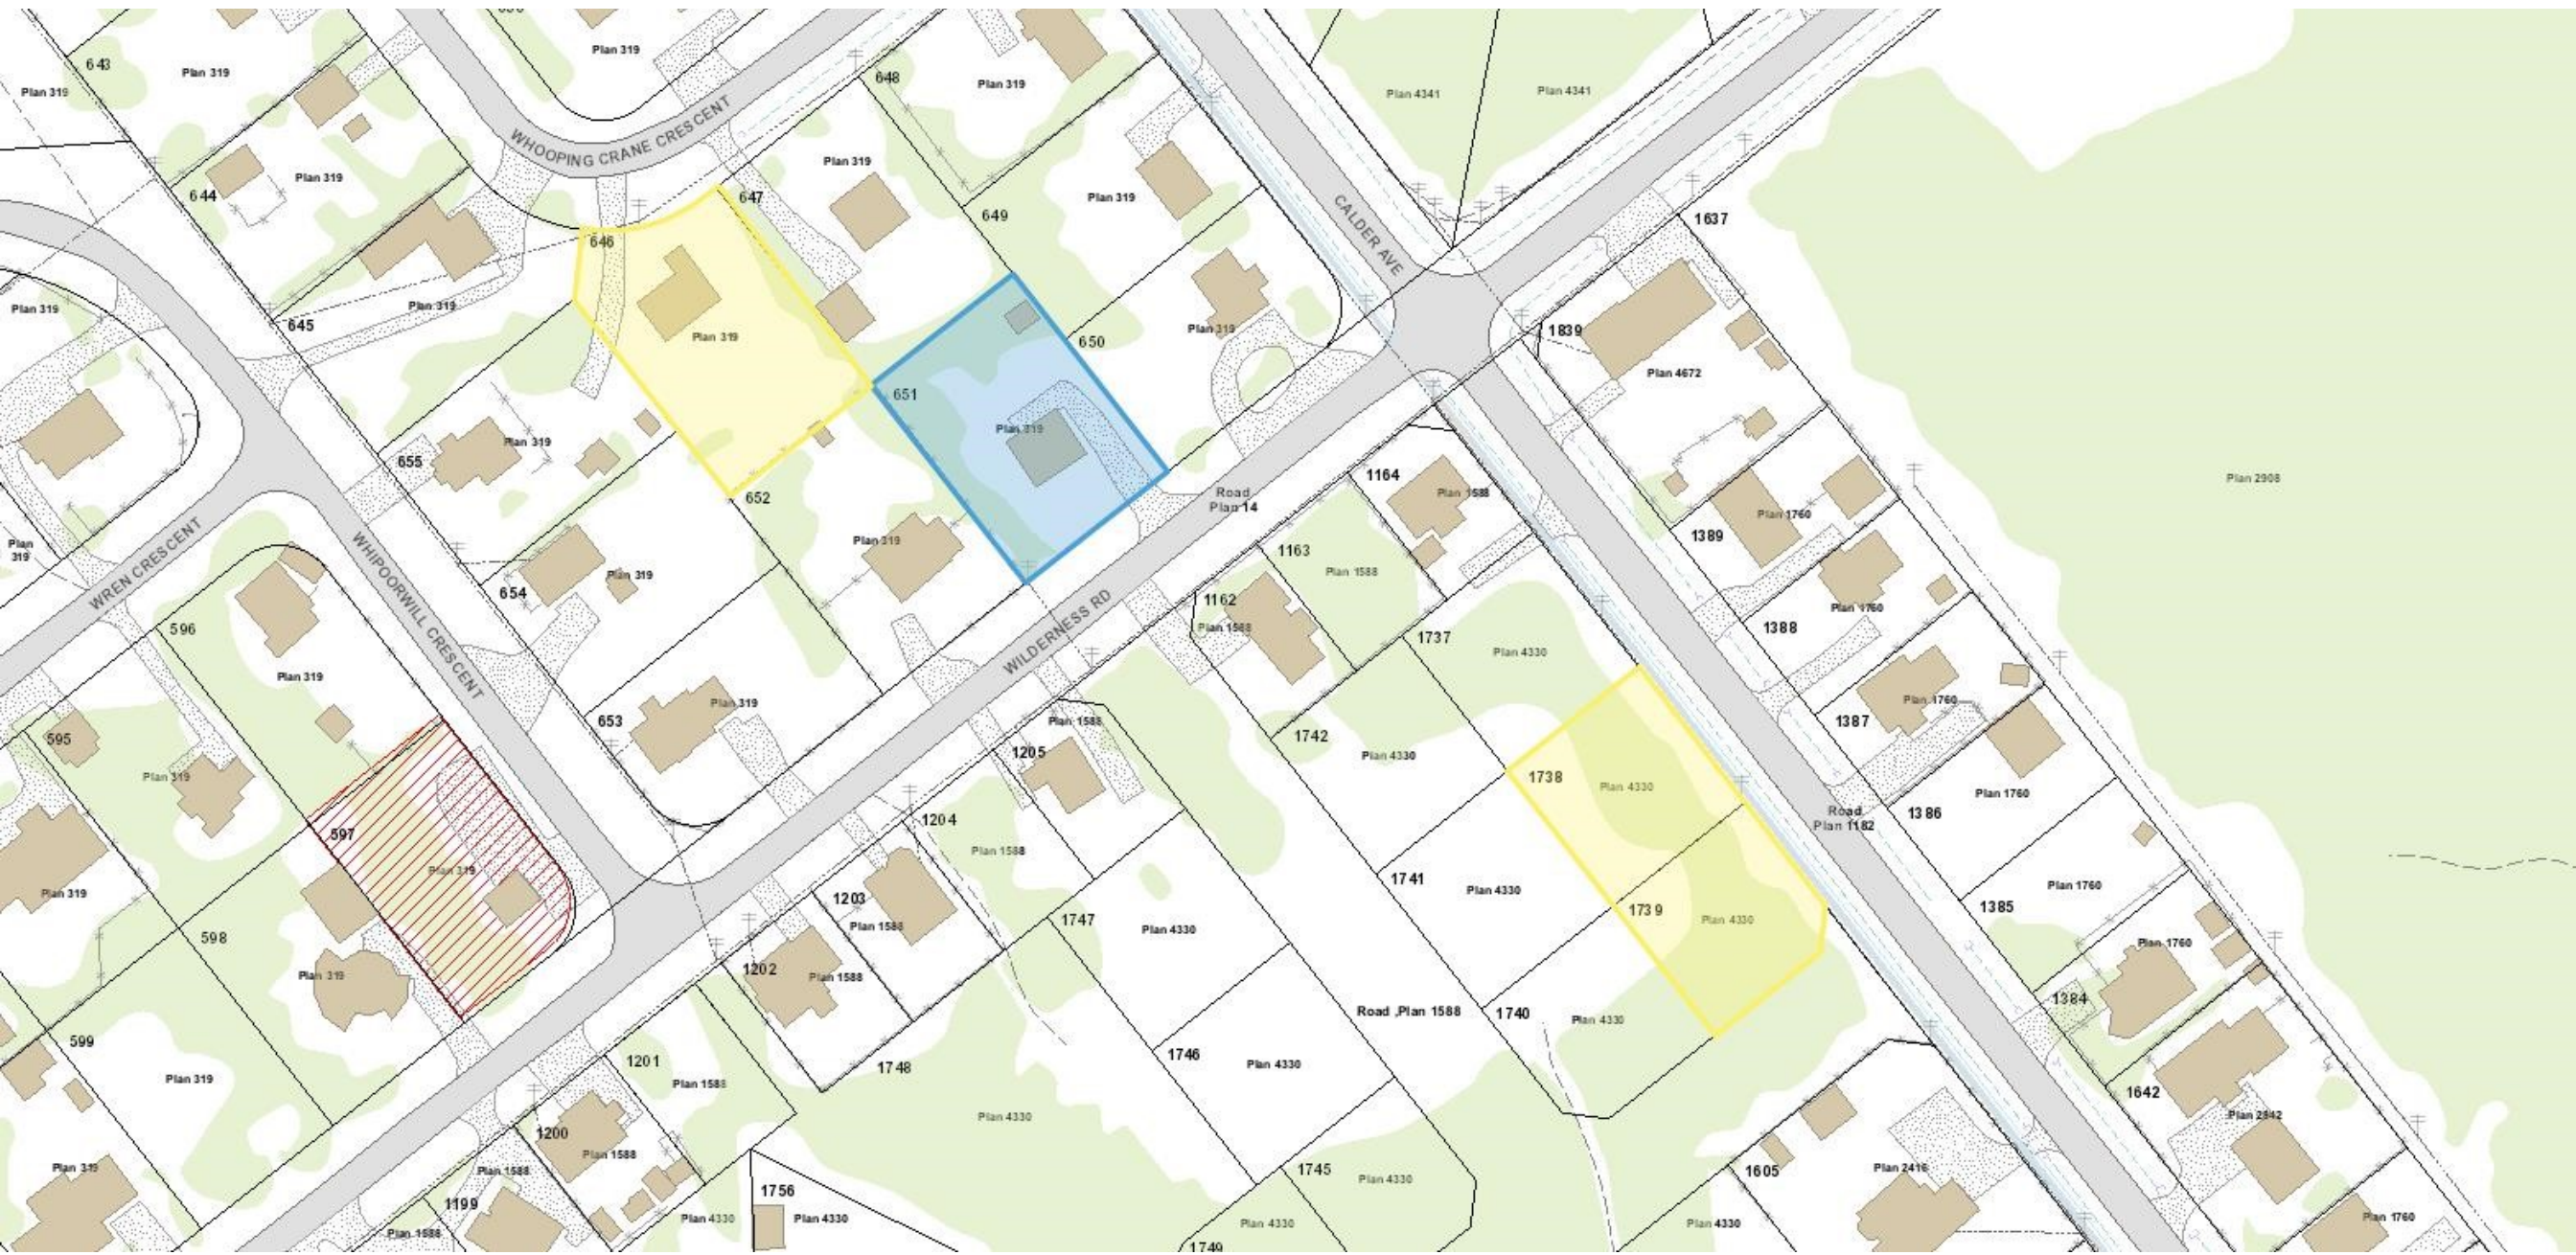 Plan 319
643
Plan 319
Plan 319
648
Plan 319
Plan 4341
Plan 4341
WHOOPING CRANE CRESCENT
644
Plan 319
Plan 319
647
Plan 319
649
CALDER AVE
1637
646
Plan 319
Plan 319
645
Plan 319
Plan 319
650
1839
Plan 4672
651
Plan 319
655
Plan 319
1164
Plan 1588
Plan 2908
652
Road
Plan 14
Plan 1760
1389
Plan
319
Plan 319
1163
Plan 1588
WREN CRESCENT
WHIPOORWILL CRESCENT
654
Plan 319
WILDERNESS RD
1162
Plan 1588
Plan 1760
1388
596
1737
Plan 4330
Plan 319
653
Plan 319
Plan 1588
1742
Plan 4330
Plan 1760
1387
595
Plan 319
1205
1738
Plan 4330
Plan 1760
1386
Road
Plan 1182
597
Plan 319
1204
Plan 1588
1741
Plan 4330
Plan 1760
1385
Plan 319
1203
Plan 1588
1747
Plan 4330
1739
Plan 4330
598
Plan 319
1202
Plan 1588
Plan 1760
1384
Road ,Plan 1588
1740
Plan 4330
599
Plan 319
1201
Plan 1588
1748
1746
Plan 4330
1642
Plan 2842
Plan 4330
1200
Plan 1588
Plan 319
Plan 1588
1745
Plan 4330
1605
Plan 2416
1199
Plan 1588
1756
Plan 4330
Plan 4330
Plan 4330
Plan 4330
Plan 1760
1749